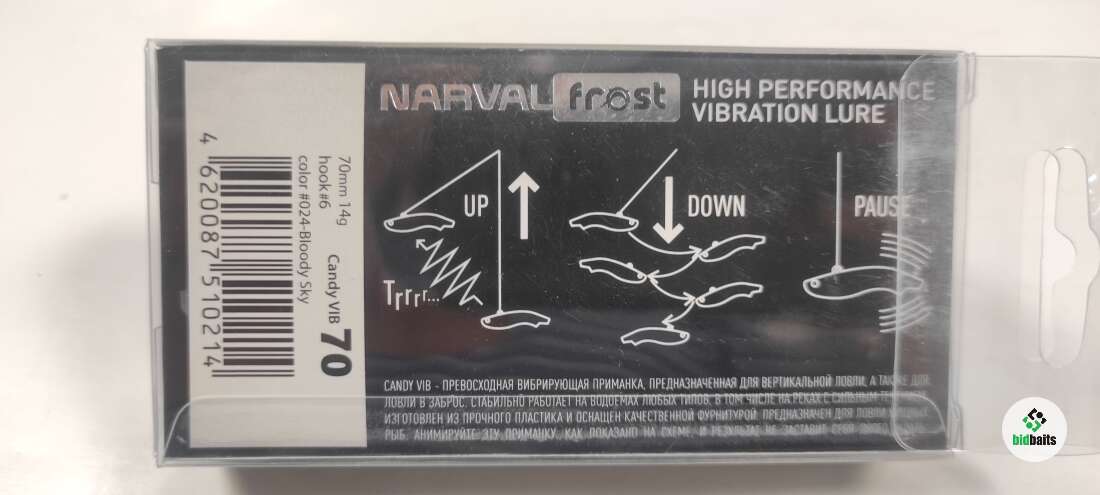 NARVAL frost
HIGH PERFORMANCE
VIBRATION LURE
UP
DOWN
PAUSE
Trrrr...
70mm 14g
hook#6
color #024-Bloody Sky
Candy VIB 70
4 620087 510214
CANDY VIB - ПРЕВОСХОДНАЯ ВИБРИРУЮЩАЯ ПРИМАНКА, ПРЕДНАЗНАЧЕННАЯ ДЛЯ ВЕРТИКАЛЬНОЙ ЛОВЛИ, А ТАКЖЕ ДЛЯ
ЛОВЛИ В ЗАБРОС. СТАБИЛЬНО РАБОТАЕТ НА ВОДОЕМАХ ЛЮБЫХ ТИПОВ, В ТОМ ЧИСЛЕ НА РЕКАХ С СИЛЬНЫМ
ИЗГОТОВЛЕН ИЗ ПРОЧНОГО ПЛАСТИКА И ОСНАЩЕН КАЧЕСТВЕННОЙ ФУРНИТУРОЙ. ПРЕДНАЗНАЧЕН ДЛЯ ЛОВЛИ ХИЩНЫХ
РЫБ. АНИМИРУЙТЕ ЭТУ ПРИМАНКУ, КАК ПОКАЗАНО НА СХЕМЕ, И РЕЗУЛЬТАТ НЕ ЗАСТАВИТ СЕБЯ
bidbaits